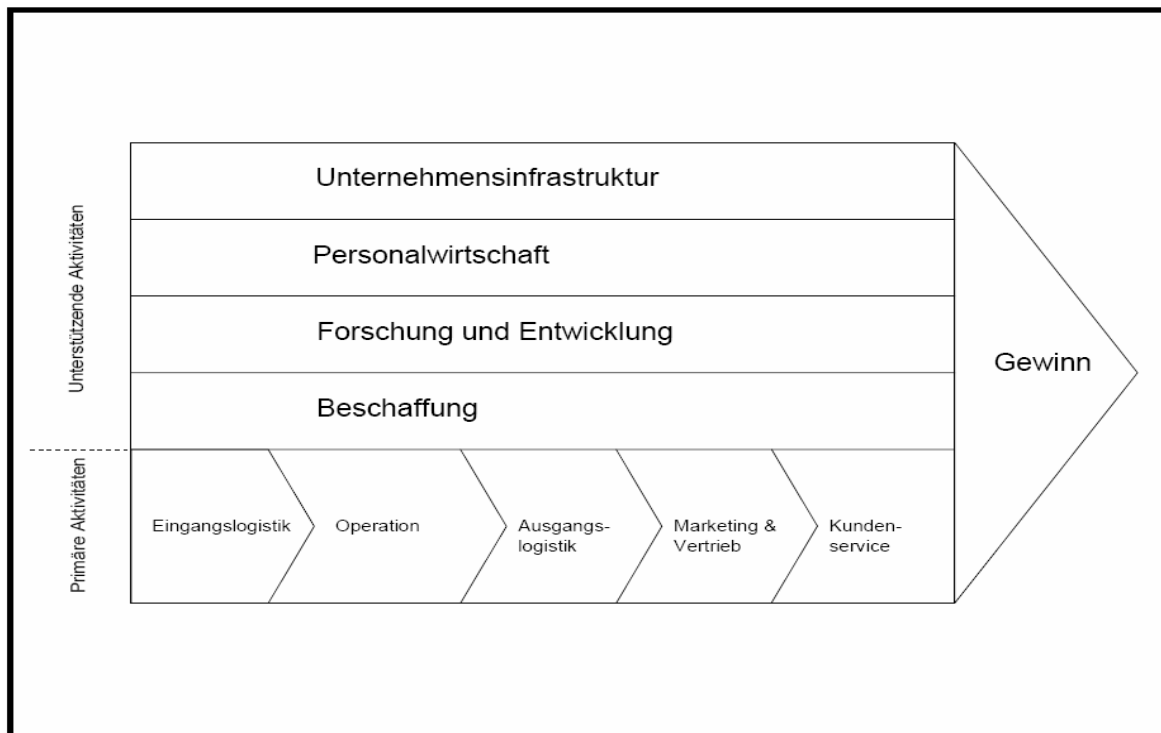 Unterstützende Aktivitäten
Unternehmensinfrastruktur
Personalwirtschaft
Forschung und Entwicklung
Beschaffung
Gewinn
Primäre Aktivitäten
Eingangslogistik
Operation
Ausgangs-
logistik
Marketing &
Vertrieb
Kunden-
service